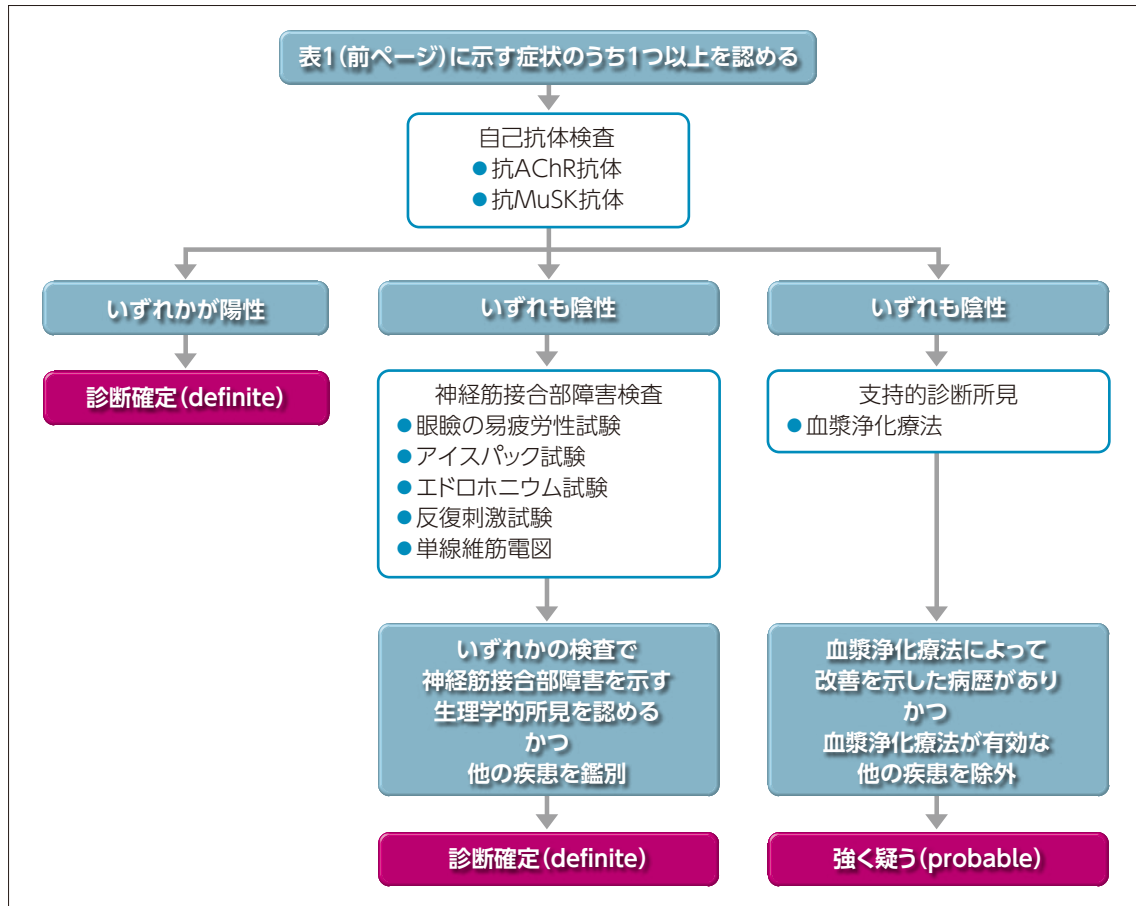 表1（前ページ）に示す症状のうち1つ以上を認める
自己抗体検査
●抗AChR抗体
●抗MuSK抗体
いずれかが陽性
いずれも陰性
いずれも陰性
診断確定（definite）
神経筋接合部障害検査
●眼瞼の易疲労性試験
●アイスパック試験
●エドロホニウム試験
●反復刺激試験
●単線維筋電図
支持的診断所見
●血漿浄化療法
いずれかの検査で
神経筋接合部障害を示す
生理学的所見を認める
かつ
他の疾患を鑑別
血漿浄化療法によって
改善を示した病歴があり
かつ
血漿浄化療法が有効な
他の疾患を除外
診断確定（definite）
強く疑う（probable）